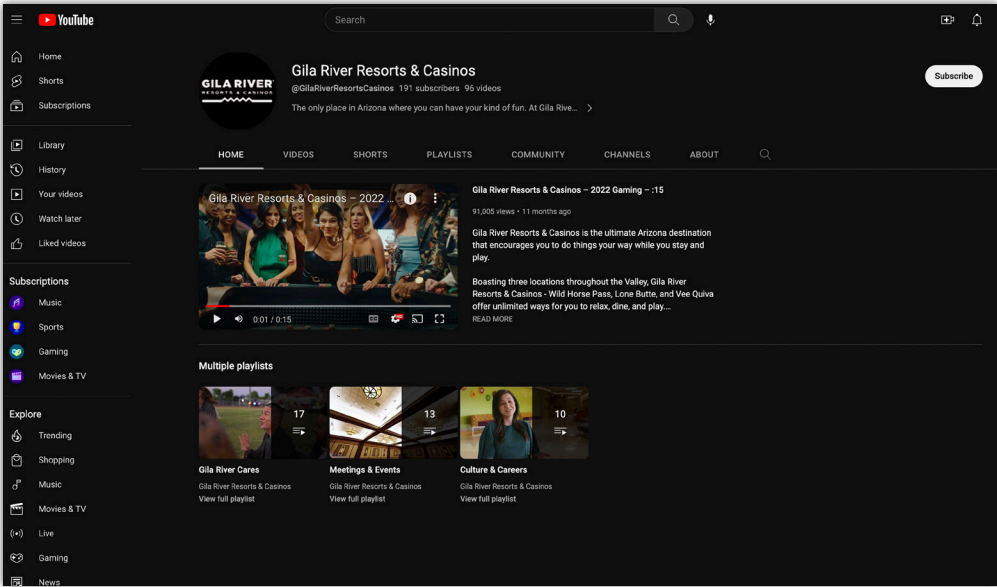 YouTube
Search
Home
Shorts
Subscriptions
Library
History
Your videos
Watch later
Liked videos
Subscriptions
Music
Sports
Gaming
Movies & TV
Explore
Trending
Shopping
Music
Movies & TV
Live
Gaming
News
GILA RIVER
RESORTS & CASINOS
Gila River Resorts & Casinos
@GilaRiverResortsCasinos 191 subscribers 96 videos
The only place in Arizona where you can have your kind of fun. At Gila Rive...
Subscribe
HOME VIDEOS SHORTS PLAYLISTS COMMUNITY CHANNELS ABOUT
Gila River Resorts & Casinos – 2022 ...
0:01 / 0:15
CC
Gila River Resorts & Casinos – 2022 Gaming – :15
91,005 views • 11 months ago
Gila River Resorts & Casinos is the ultimate Arizona destination
that encourages you to do things your way while you stay and
play.
Boasting three locations throughout the Valley, Gila River
Resorts & Casinos - Wild Horse Pass, Lone Butte, and Vee Quiva
offer unlimited ways for you to relax, dine, and play....
READ MORE
Multiple playlists
17
Gila River Cares
Gila River Resorts & Casinos
View full playlist
13
Meetings & Events
Gila River Resorts & Casinos
View full playlist
10
Culture & Careers
Gila River Resorts & Casinos
View full playlist